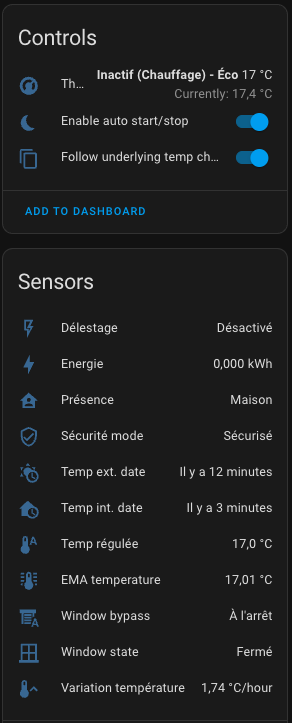 Controls
Th... Inactif (Chauffage) - Éco 17 °C
Currently: 17,4 °C
Enable auto start/stop
Follow underlying temp ch...
ADD TO DASHBOARD
Sensors
Délestage Désactivé
Energie 0,000 kWh
Présence Maison
Sécurité mode Sécurisé
Temp ext. date Il y a 12 minutes
Temp int. date Il y a 3 minutes
Temp régulée 17,0 °C
EMA temperature 17,01 °C
Window bypass À l'arrêt
Window state Fermé
Variation température 1,74 °C/hour